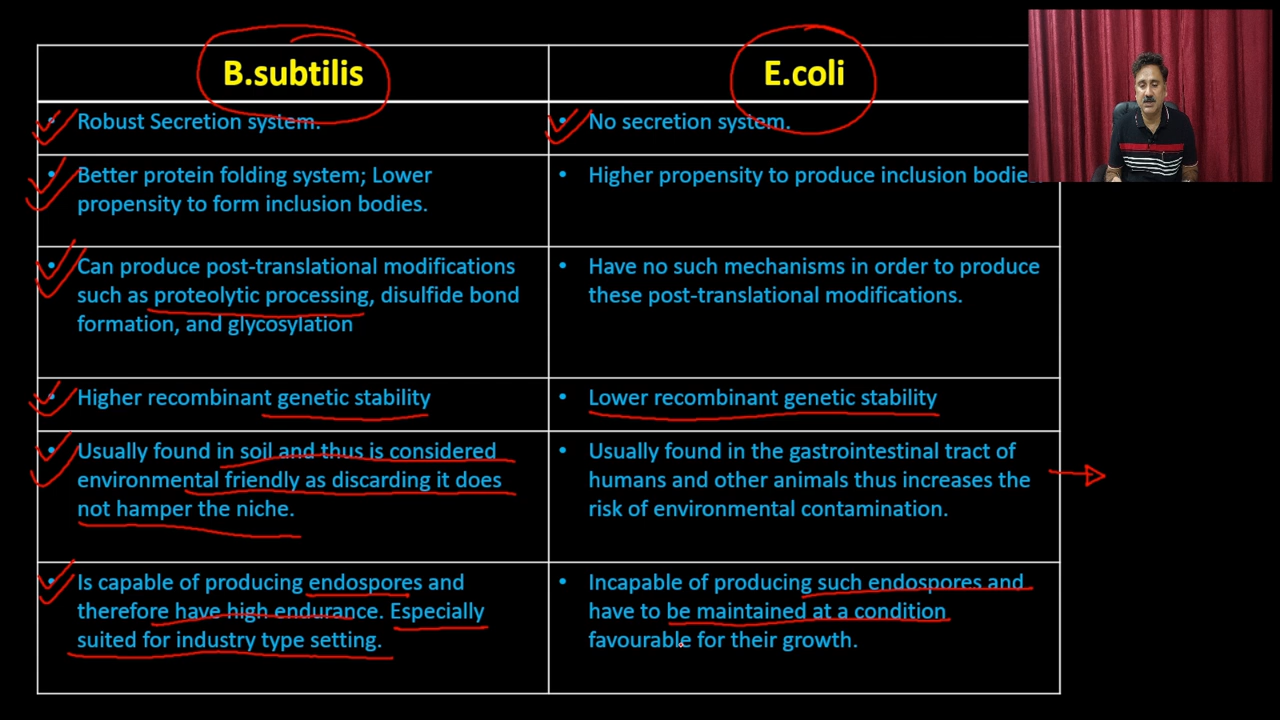 B.subtilis
E.coli
• Robust Secretion system.
• No secretion system.
• Better protein folding system; Lower
propensity to form inclusion bodies.
• Higher propensity to produce inclusion bodies.
• Can produce post-translational modifications
such as proteolytic processing, disulfide bond
formation, and glycosylation
• Have no such mechanisms in order to produce
these post-translational modifications.
• Higher recombinant genetic stability
• Lower recombinant genetic stability
• Usually found in soil and thus is considered
environmental friendly as discarding it does
not hamper the niche.
• Usually found in the gastrointestinal tract of
humans and other animals thus increases the
risk of environmental contamination.
• Is capable of producing endospores and
therefore have high endurance. Especially
suited for industry type setting.
• Incapable of producing such endospores and
have to be maintained at a condition
favourable for their growth.